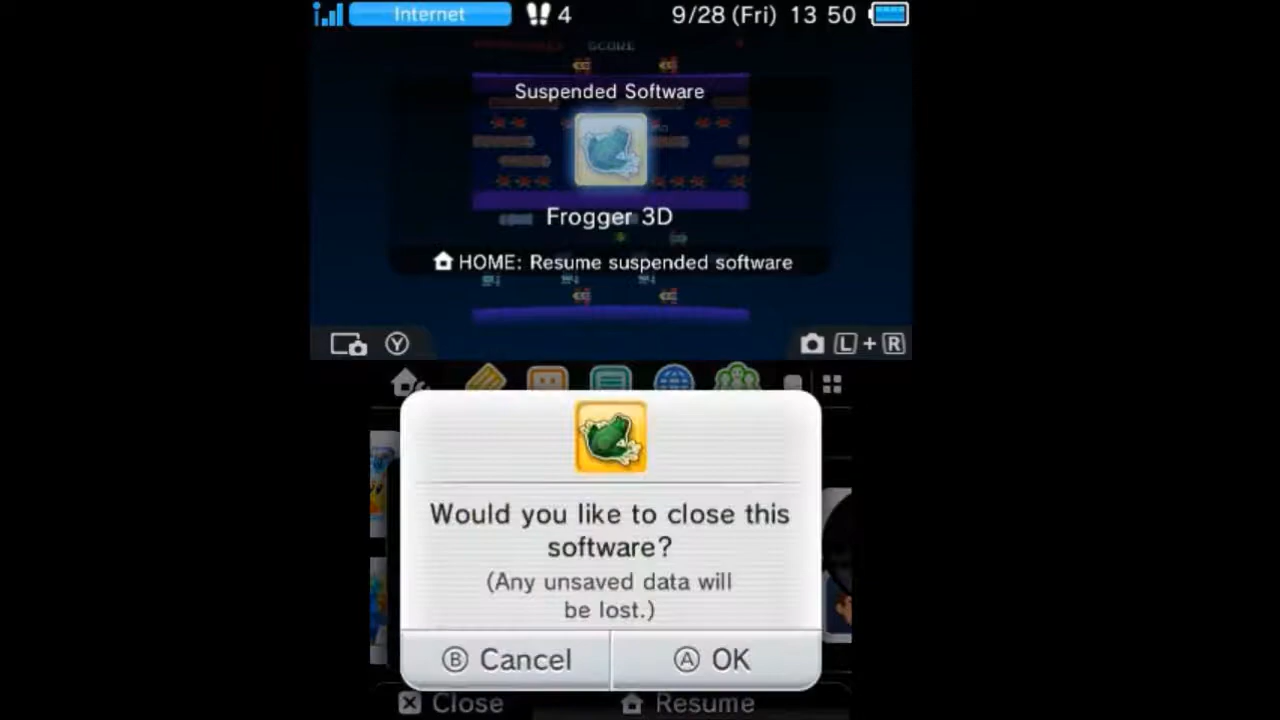 Internet 4 9/28 (Fri) 13 50
SCORE
Suspended Software
Frogger 3D
HOME: Resume suspended software
Y L + R
Would you like to close this
software?
(Any unsaved data will
be lost.)
B Cancel A OK
X Close Resume